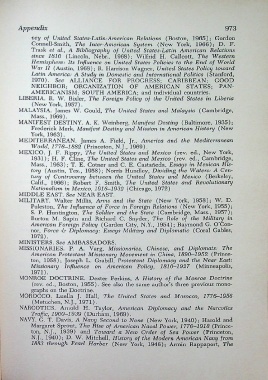 Appendix 973
ney of United States-Latin-American Relations (Boston, 1985); Gordon
Connell-Smith, The Inter-American System (New York, 1966); D. F.
Trask et al., A Bibliography of United States-Latin American Relations
since 1810 (Lincoln, Neb., 1968); Wilfrid H. Callcott, The Western
Hemisphere: Its Influence on United States Policies to the End of World
War II (Austin, 1968); R. Harrison Wagner, United States Policy toward
Latin America: A Study in Domestic and International Politics (Stanford,
1970). See ALLIANCE FOR PROGRESS; CARIBBEAN; GOOD
NEIGHBOR; ORGANIZATION OF AMERICAN STATES; PAN-
AMERICANISM; SOUTH AMERICA; and individual countries.
LIBERIA. R. W. Bixler, The Foreign Policy of the United States in Liberia
(New York, 1957).
MALAYSIA. James W. Gould, The United States and Malaysia (Cambridge,
Mass., 1969).
MANIFEST DESTINY. A. K. Weinberg, Manifest Destiny (Baltimore, 1935);
Frederick Merk, Manifest Destiny and Mission in American History (New
York, 1963).
MEDITERRANEAN. James A. Field, Jr., America and the Mediterranean
World, 1776-1882 (Princeton, N.J., 1969).
MEXICO. J. F. Rippy, The United States and Mexico (rev. ed., New York,
1931); H. F. Cline, The United States and Mexico (rev. ed., Cambridge,
Mass., 1963); T. E. Cotner and C. E. Castañeda, Essays in Mexican His-
tory (Austin, Tex., 1958); Norris Hundley, Dividing the Waters: A Cen-
tury of Controversy between the United States and Mexico (Berkeley,
Calif., 1966); Robert F. Smith, The United States and Revolutionary
Nationalism in Mexico, 1916-1932 (Chicago, 1972).
MIDDLE EAST. See NEAR EAST.
MILITARY. Walter Millis, Arms and the State (New York, 1958); W. D.
Puleston, The Influence of Force in Foreign Relations (New York, 1955);
S. P. Huntington, The Soldier and the State (Cambridge, Mass., 1957);
Burton M. Sapin and Richard C. Snyder, The Role of the Military in
American Foreign Policy (Garden City, N.Y., 1954); Raymond G. O'Con-
nor, Force & Diplomacy: Essays Military and Diplomatic (Coral Gables,
1972).
MINISTERS. See AMBASSADORS.
MISSIONARIES. P. A. Varg, Missionaries, Chinese, and Diplomats: The
American Protestant Missionary Movement in China, 1890-1952 (Prince-
ton, 1958); Joseph L. Grabill, Protestant Diplomacy and the Near East:
Missionary Influence on American Policy, 1810-1927 (Minneapolis,
1971).
MONROE DOCTRINE. Dexter Perkins, A History of the Monroe Doctrine
(rev. ed., Boston, 1955). See also the same author's three previous mono-
graphs on the Doctrine.
MOROCCO. Luella J. Hall, The United States and Morocco, 1776-1956
(Metuchen, N.J., 1971).
NARCOTICS. Arnold H. Taylor, American Diplomacy and the Narcotics
Traffic, 1900-1939 (Durham, 1969).
NAVY. G. T. Davis, A Navy Second to None (New York, 1940); Harold and
Margaret Sprout, The Rise of American Naval Power, 1776-1918 (Prince-
ton, N.J., 1939) and Toward a New Order of Sea Power (Princeton,
N.J., 1940); D. W. Mitchell, History of the Modern American Navy from
1883 through Pearl Harbor (New York, 1946); Armin Rappaport, The